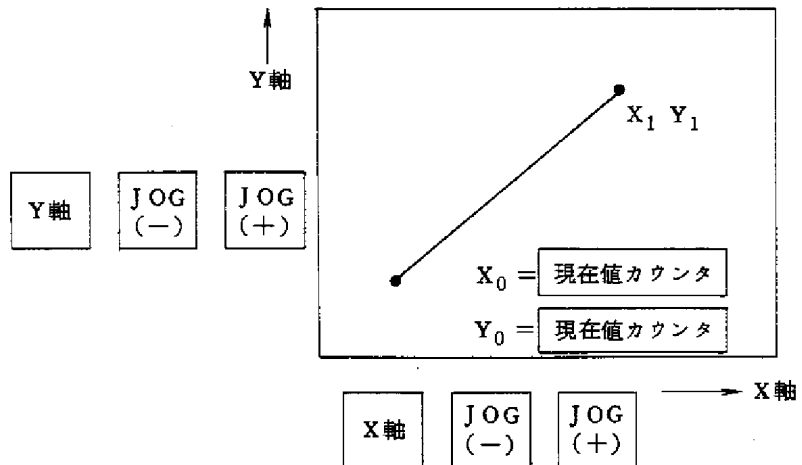 Y軸
X₁ Y₁
Y軸
JOG
(−)
JOG
(+)
X₀ = 現在値カウンタ
Y₀ = 現在値カウンタ
X軸
X軸
JOG
(−)
JOG
(+)